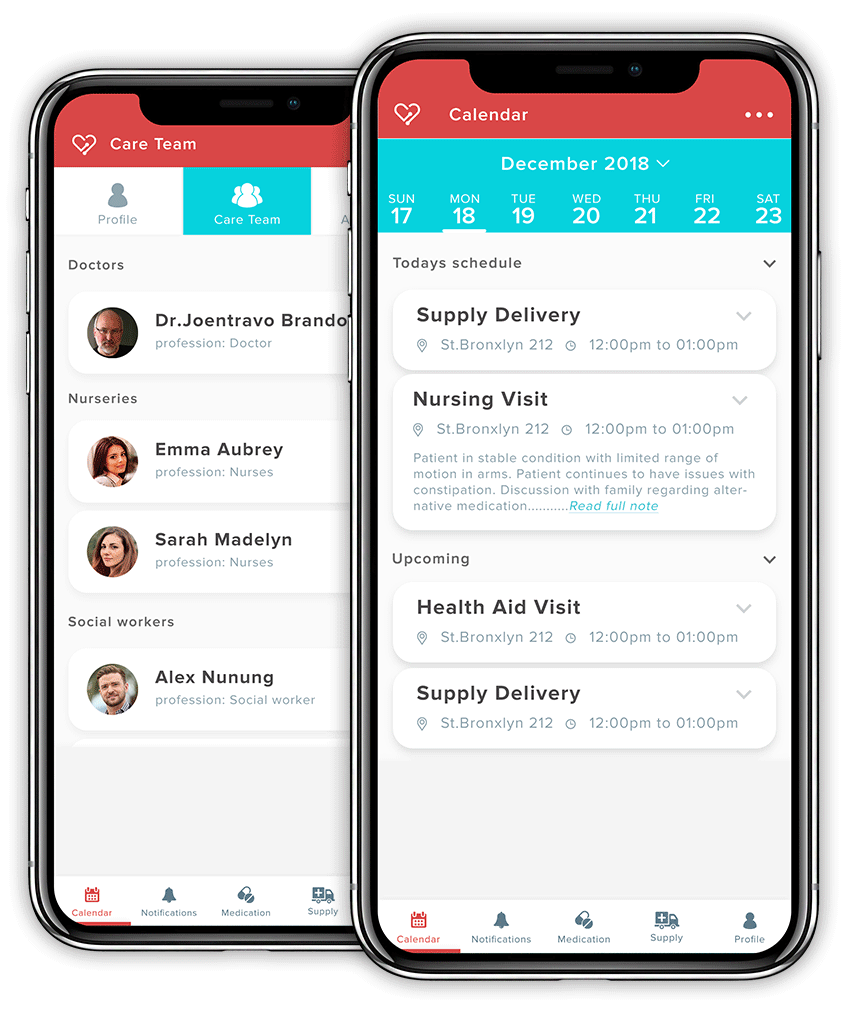 Care Team
Profile
Care Team
A
Doctors
Dr.Joentravo Brando
profession: Doctor
Nurseries
Emma Aubrey
profession: Nurses
Sarah Madelyn
profession: Nurses
Social workers
Alex Nunung
profession: Social worker
Calendar
Notifications
Medication
Supply
Calendar
December 2018
SUN MON TUE WED THU FRI SAT
17 18 19 20 21 22 23
Todays schedule
Supply Delivery
St.Bronxlyn 212 12:00pm to 01:00pm
Nursing Visit
St.Bronxlyn 212 12:00pm to 01:00pm
Patient in stable condition with limited range of
motion in arms. Patient continues to have issues with
constipation. Discussion with family regarding alter-
native medication...........Read full note
Upcoming
Health Aid Visit
St.Bronxlyn 212 12:00pm to 01:00pm
Supply Delivery
St.Bronxlyn 212 12:00pm to 01:00pm
Calendar
Notifications
Medication
Supply
Profile